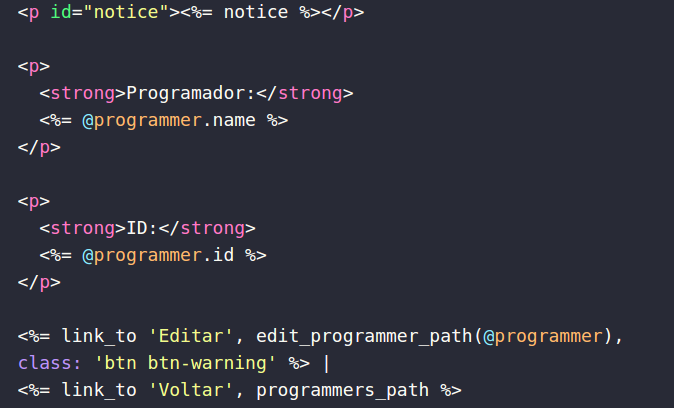 <p id="notice"><%= notice %></p>

<p>
  <strong>Programador:</strong>
  <%= @programmer.name %>
</p>

<p>
  <strong>ID:</strong>
  <%= @programmer.id %>
</p>

<%= link_to 'Editar', edit_programmer_path(@programmer),
class: 'btn btn-warning' %> |
<%= link_to 'Voltar', programmers_path %>